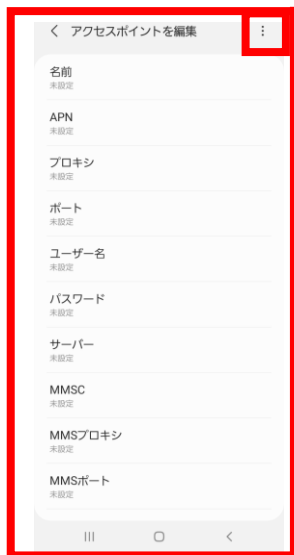 アクセスポイントを編集
名前
未設定
APN
未設定
プロキシ
未設定
ポート
未設定
ユーザー名
未設定
パスワード
未設定
サーバー
未設定
MMSC
未設定
MMSプロキシ
未設定
MMSポート
未設定